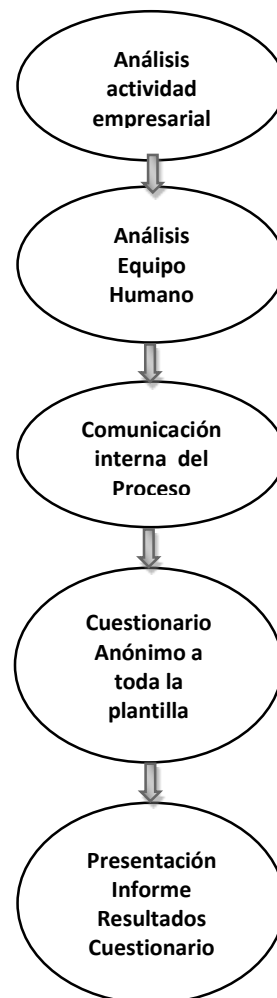 Análisis
actividad
empresarial
Análisis
Equipo
Humano
Comunicación
interna del
Proceso
Cuestionario
Anónimo a
toda la
plantilla
Presentación
Informe
Resultados
Cuestionario